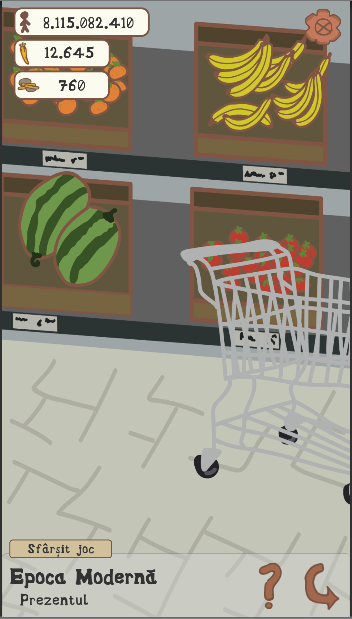 8.115.082.410
12.645
760
Sfârșit joc
Epoca Modernă
Prezentul